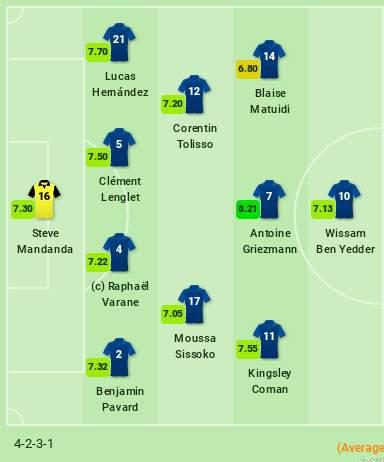 21
7.70
Lucas
Hernández
14
6.80
Blaise
Matuidi
12
7.20
Corentin
Tolisso
5
7.50
Clément
Lenglet
16
7.30
Steve
Mandanda
7
8.21
Antoine
Griezmann
10
7.13
Wissam
Ben Yedder
4
7.22
(c) Raphaël
Varane
17
7.05
Moussa
Sissoko
11
7.55
Kingsley
Coman
2
7.32
Benjamin
Pavard
4-2-3-1
(Average